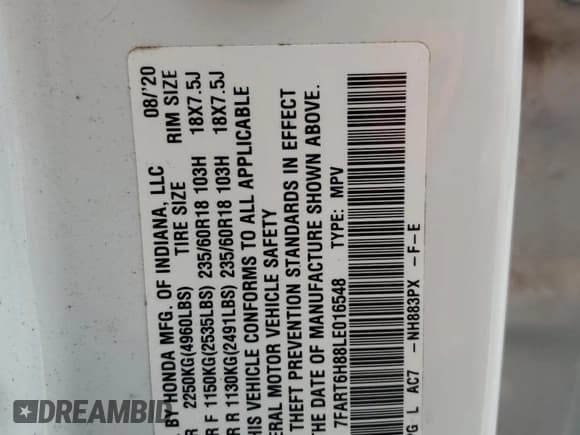 BY HONDA MFG. OF INDIANA, LLC 08/'20
TIRE SIZE RIM SIZE
R 2250KG(4960LBS)
R F 1150KG(2535LBS) 235/60R18 103H 18X7.5J
R R 1130KG(2491LBS) 235/60R18 103H 18X7.5J
THIS VEHICLE CONFORMS TO ALL APPLICABLE
ERAL MOTOR VEHICLE SAFETY
THEFT PREVENTION STANDARDS IN EFFECT
THE DATE OF MANUFACTURE SHOWN ABOVE.
7FART6H88LE016548 TYPE: MPV
PG L AC7 -NH883PX -F-E
DREAMBID